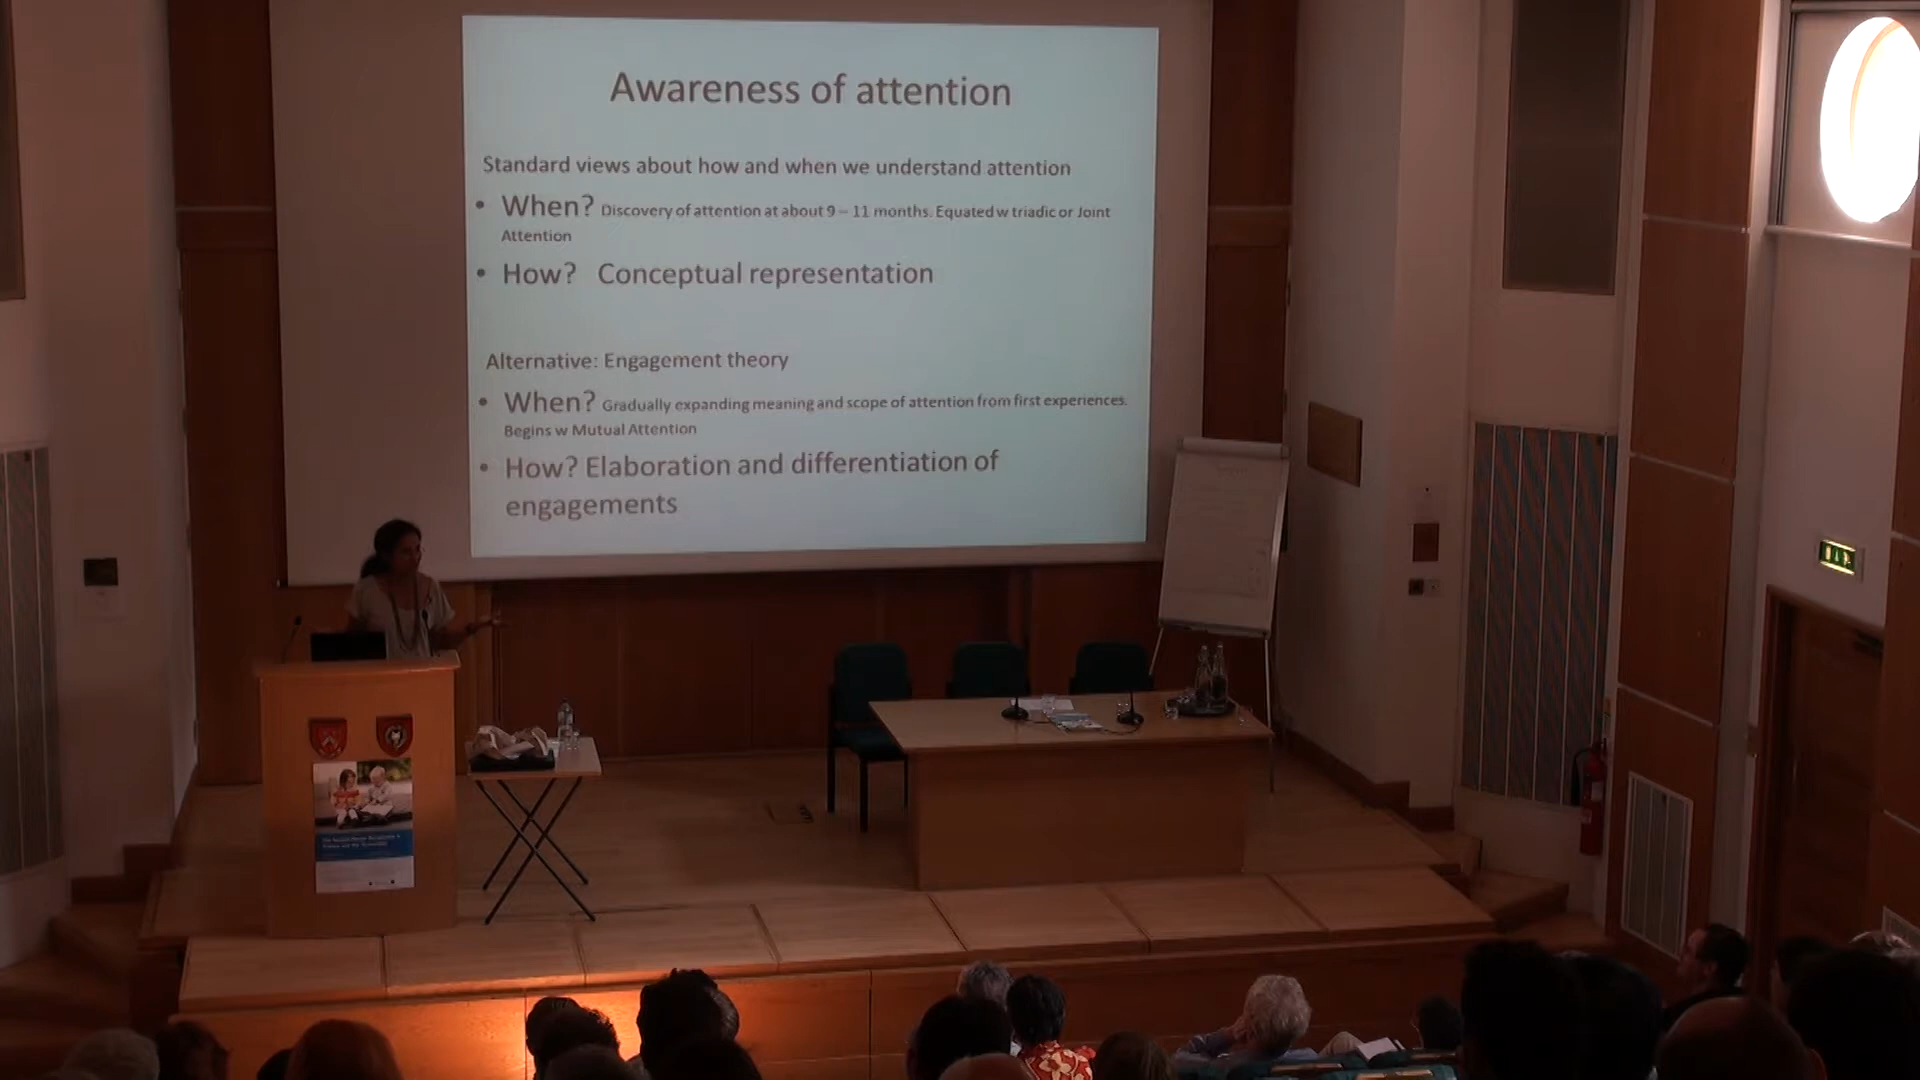 Awareness of attention
Standard views about how and when we understand attention
• When? Discovery of attention at about 9 – 11 months. Equated w triadic or Joint
Attention
• How? Conceptual representation
Alternative: Engagement theory
• When? Gradually expanding meaning and scope of attention from first experiences.
Begins w Mutual Attention
• How? Elaboration and differentiation of
engagements